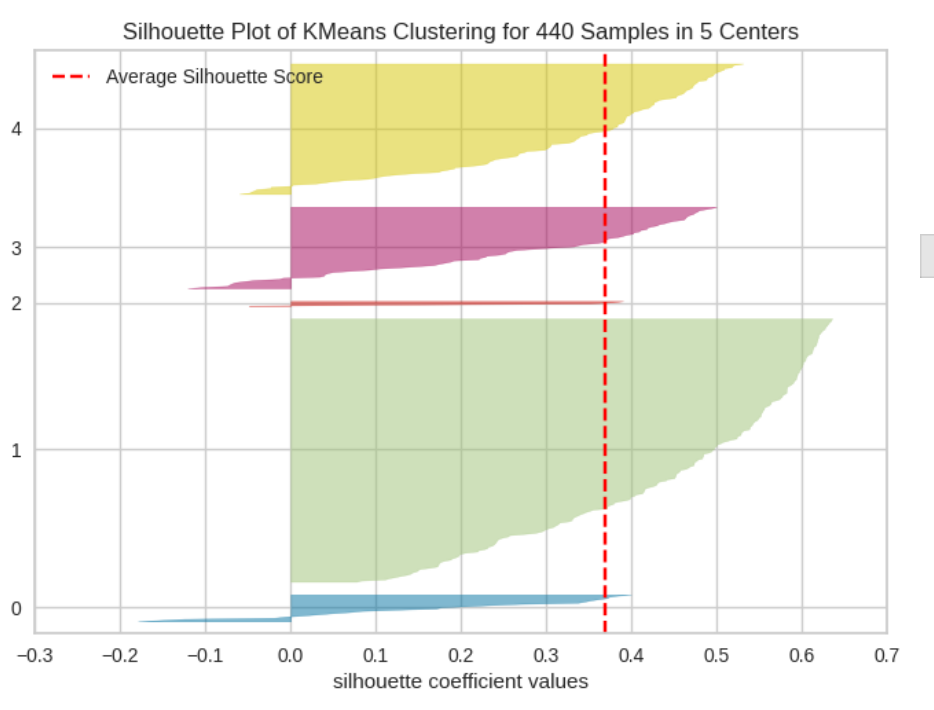 Silhouette Plot of KMeans Clustering for 440 Samples in 5 Centers
Average Silhouette Score
4
3
2
1
0
−0.3 −0.2 −0.1 0.0 0.1 0.2 0.3 0.4 0.5 0.6 0.7
silhouette coefficient values